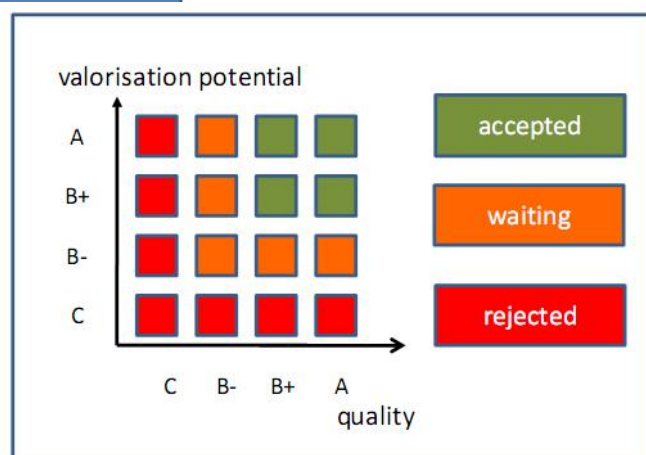 valorisation potential
A
B+
B-
C
C B- B+ A
quality
accepted
waiting
rejected